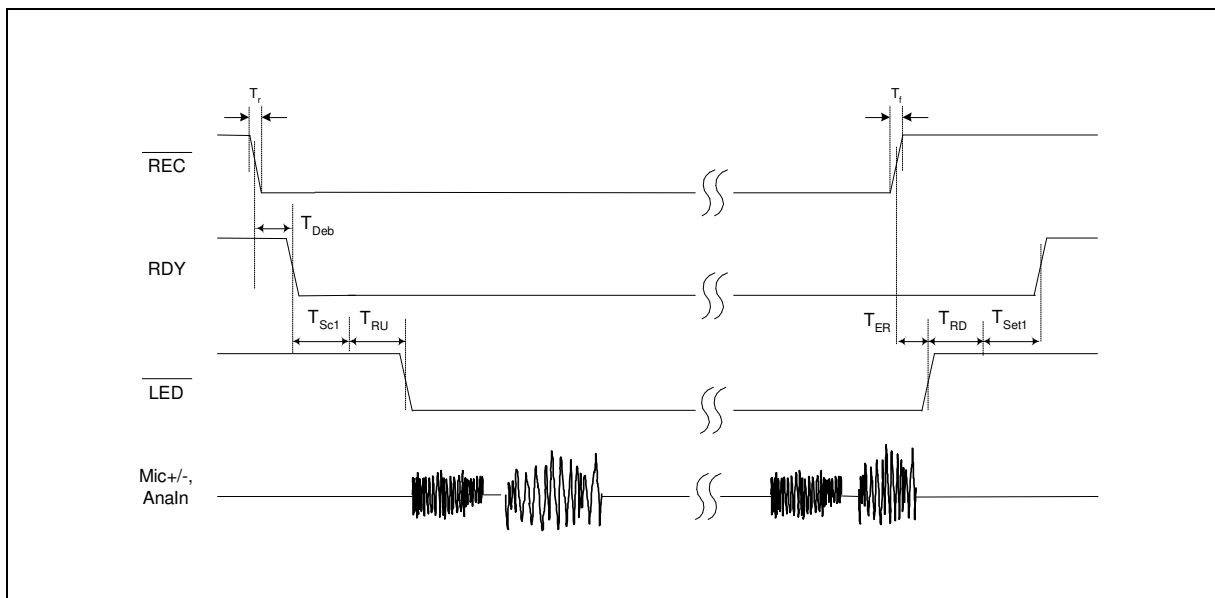 Tr
Tf
REC
TDeb
RDY
TSc1 TRU TER TRD TSet1
LED
Mic+/-,
AnaIn